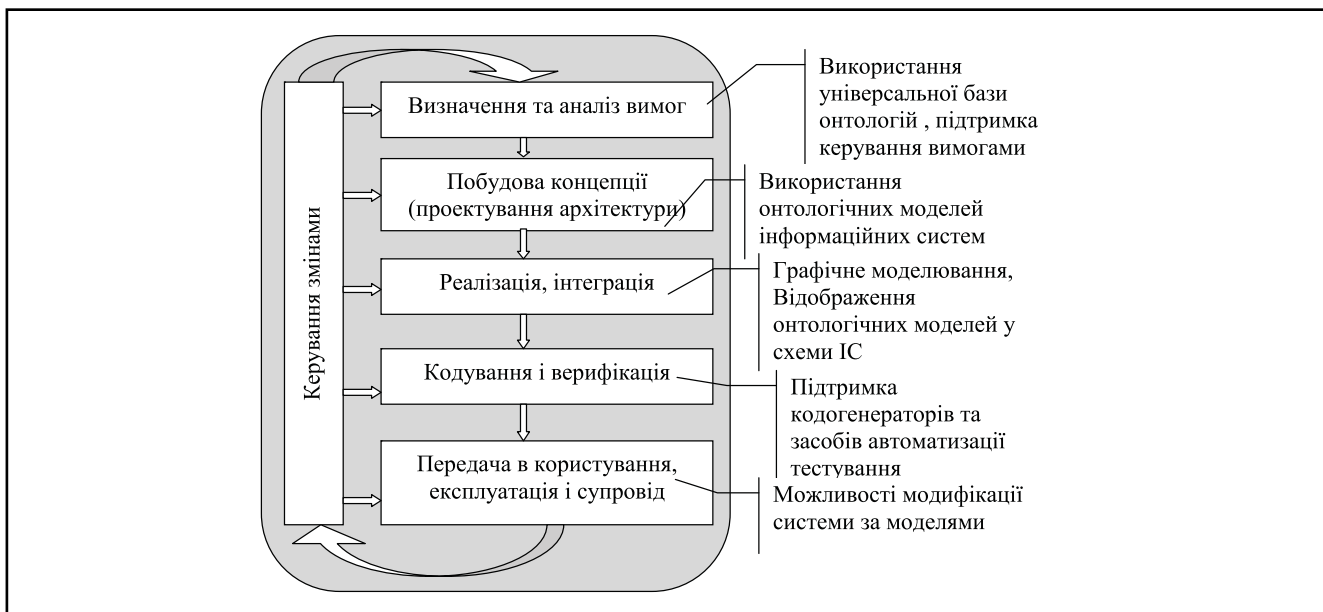 Керування змінами
Визначення та аналіз вимог
Використання
універсальної бази
онтологій , підтримка
керування вимогами
Побудова концепції
(проектування архітектури)
Використання
онтологічних моделей
інформаційних систем
Реалізація, інтеграція
Графічне моделювання,
Відображення
онтологічних моделей у
схеми ІС
Кодування і верифікація
Підтримка
кодогенераторів та
засобів автоматизації
тестування
Передача в користування,
експлуатація і супровід
Можливості модифікації
системи за моделями